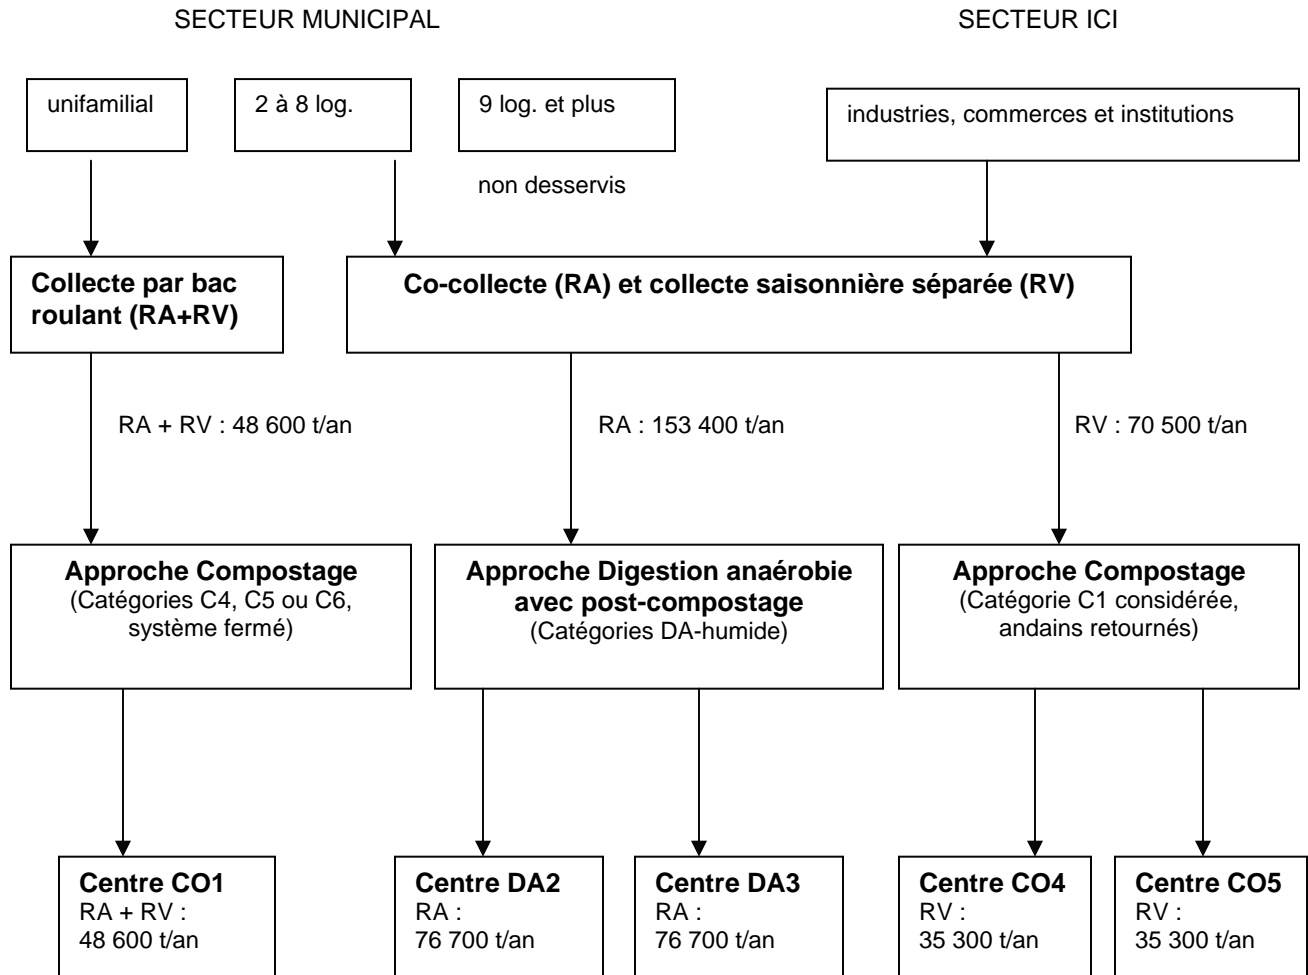 SECTEUR MUNICIPAL
SECTEUR ICI
unifamilial
2 à 8 log.
9 log. et plus
industries, commerces et institutions
non desservis
Collecte par bac
roulant (RA+RV)
Co-collecte (RA) et collecte saisonnière séparée (RV)
RA + RV : 48 600 t/an
RA : 153 400 t/an
RV : 70 500 t/an
Approche Compostage
(Catégories C4, C5 ou C6,
système fermé)
Approche Digestion anaérobie
avec post-compostage
(Catégories DA-humide)
Approche Compostage
(Catégorie C1 considérée,
andains retournés)
Centre CO1
RA + RV :
48 600 t/an
Centre DA2
RA :
76 700 t/an
Centre DA3
RA :
76 700 t/an
Centre CO4
RV :
35 300 t/an
Centre CO5
RV :
35 300 t/an